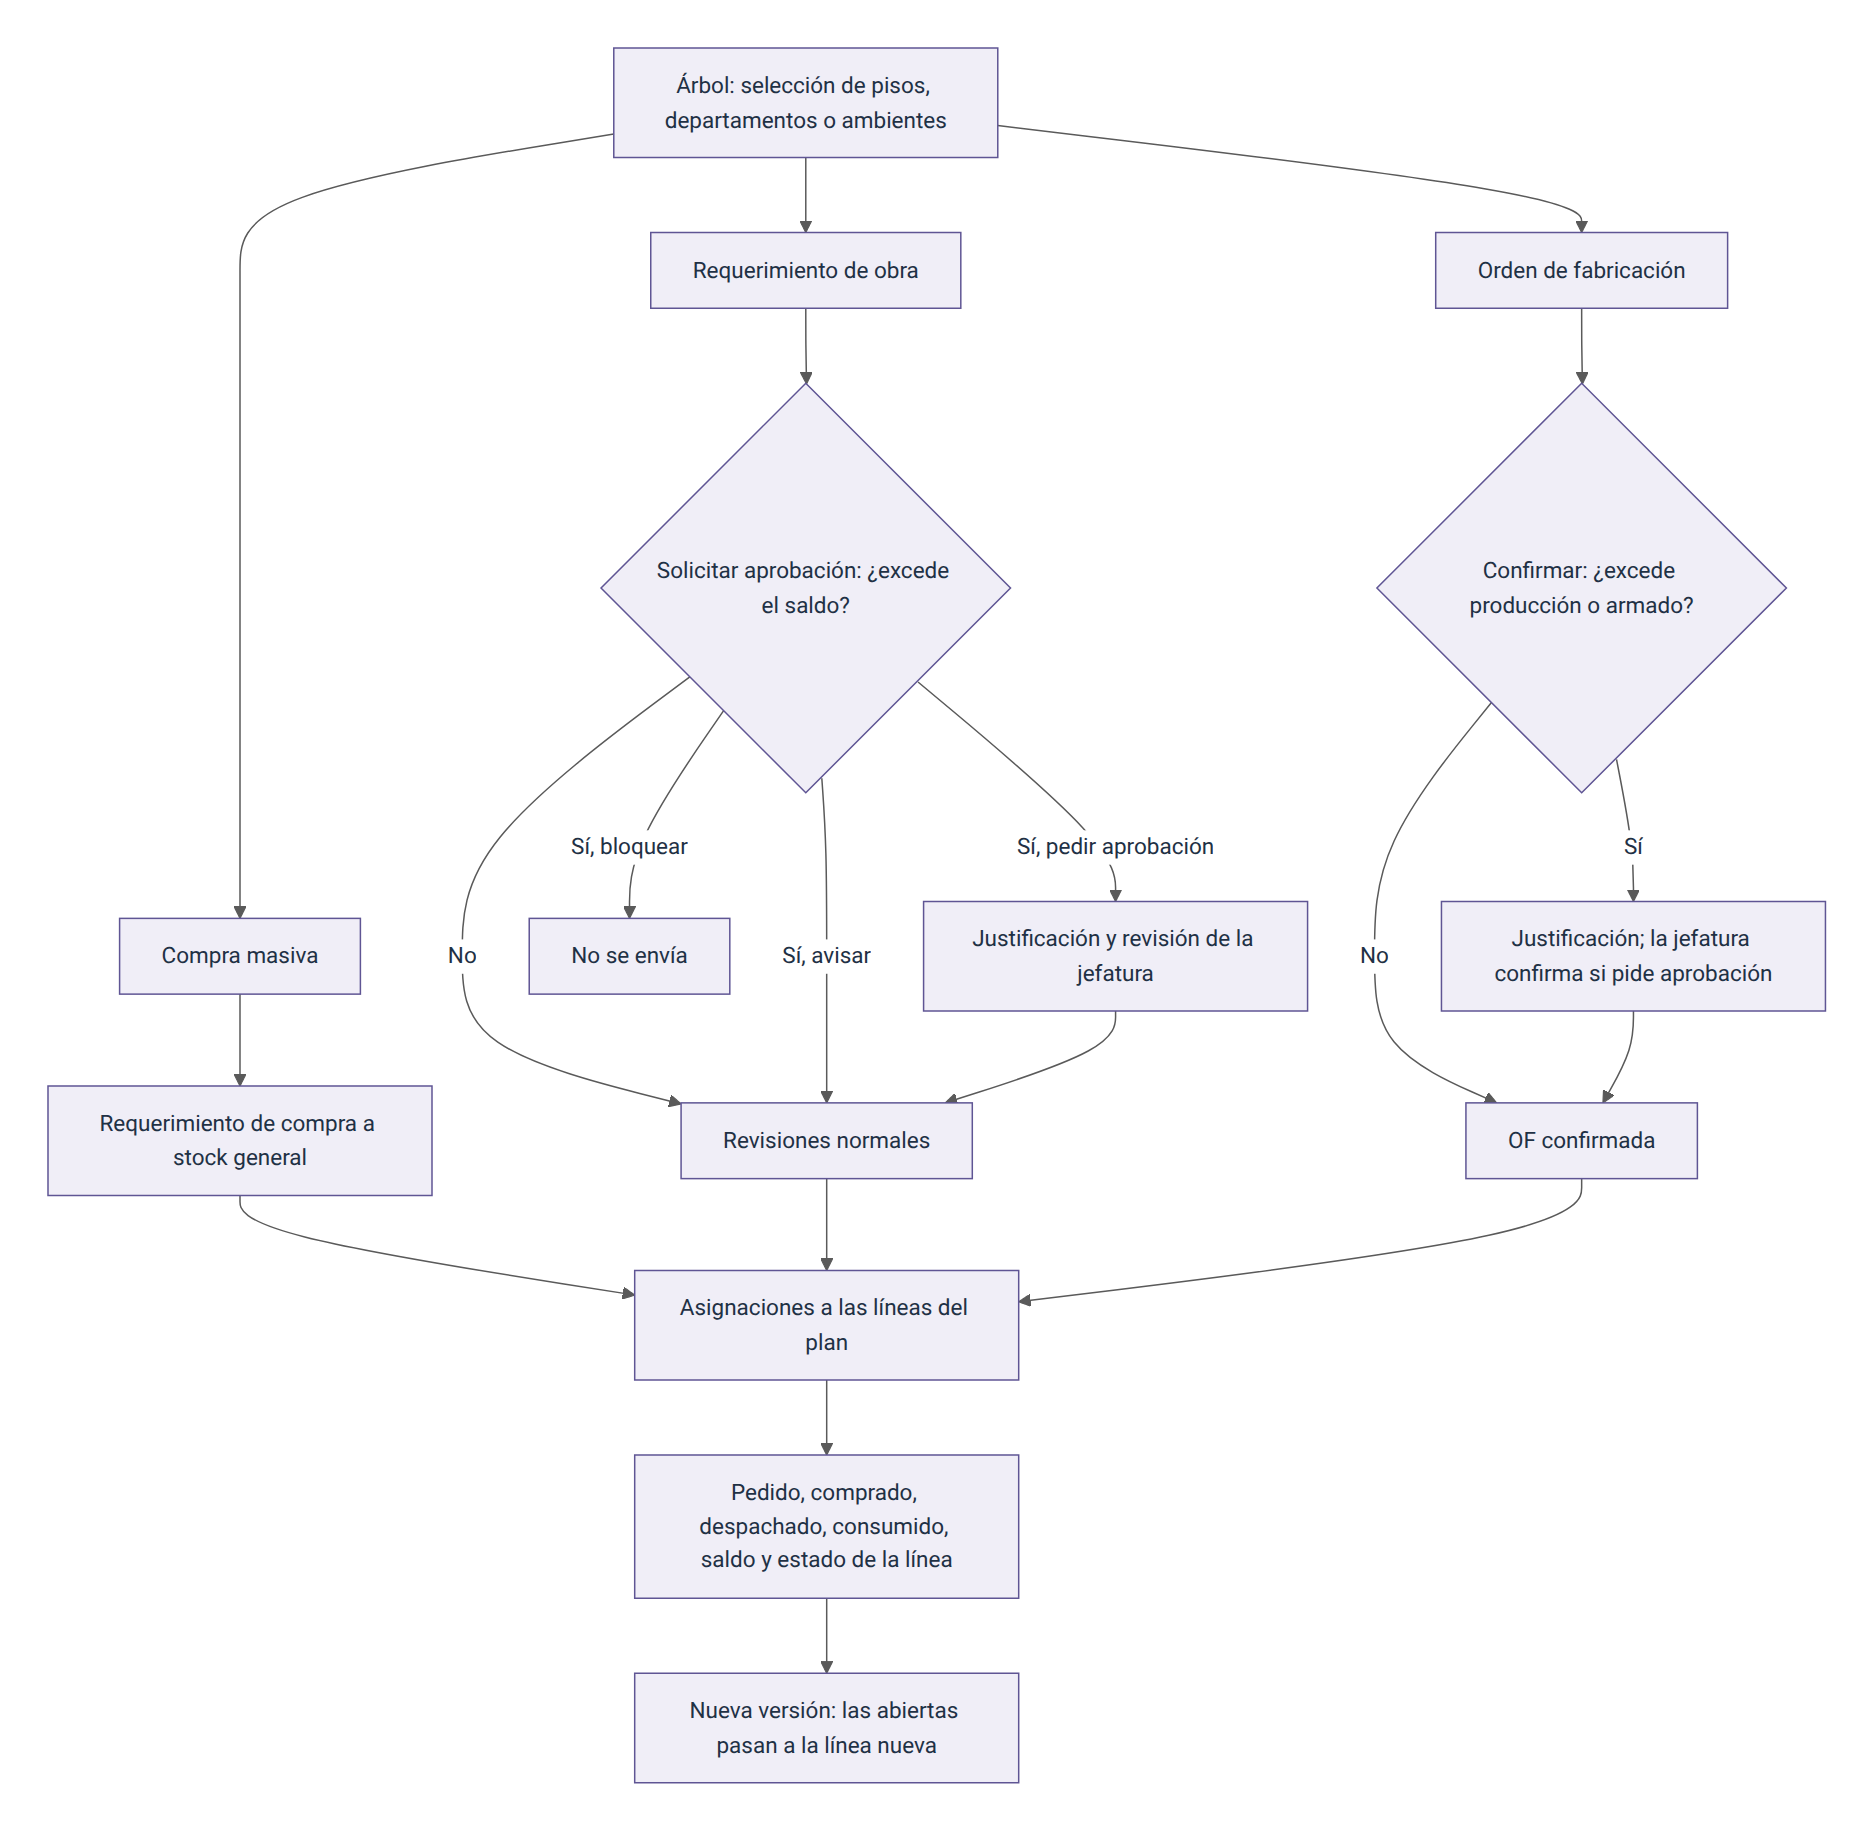 Árbol: selección de pisos,
departamentos o ambientes
Requerimiento de obra
Orden de fabricación
Solicitar aprobación: ¿excede
el saldo?
Confirmar: ¿excede
producción o armado?
Sí, bloquear
Sí, pedir aprobación
Sí
Compra masiva
No
No se envía
Sí, avisar
Justificación y revisión de la
jefatura
No
Justificación; la jefatura
confirma si pide aprobación
Requerimiento de compra a
stock general
Revisiones normales
OF confirmada
Asignaciones a las líneas del
plan
Pedido, comprado,
despachado, consumido,
saldo y estado de la línea
Nueva versión: las abiertas
pasan a la línea nueva